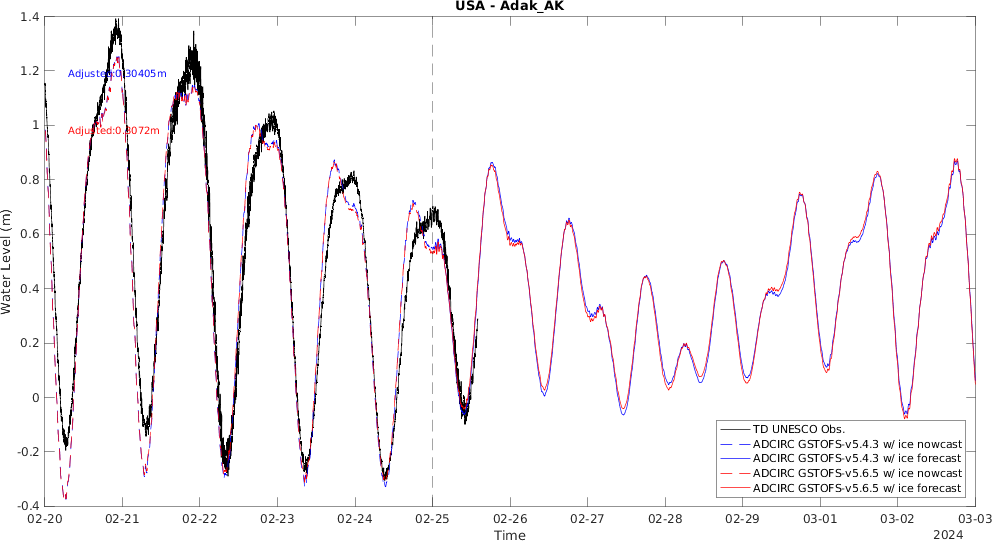 USA - Adak_AK
1.4
1.2
1
0.8
0.6
0.4
0.2
0
-0.2
-0.4
Water Level (m)
Adjusted:0.30405m
Adjusted:0.3072m
TD UNESCO Obs.
ADCIRC GSTOFS-v5.4.3 w/ ice nowcast
ADCIRC GSTOFS-v5.4.3 w/ ice forecast
ADCIRC GSTOFS-v5.6.5 w/ ice nowcast
ADCIRC GSTOFS-v5.6.5 w/ ice forecast
02-20 02-21 02-22 02-23 02-24 02-25 02-26 02-27 02-28 02-29 03-01 03-02 03-03
Time
2024